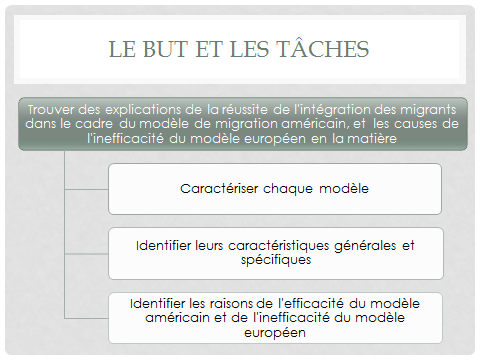 LE BUT ET LES TÂCHES
Trouver des explications de la réussite de l'intégration des migrants
dans le cadre du modèle de migration américain, et les causes de
l'inefficacité du modèle européen en la matière
Caractériser chaque modèle
Identifier leurs caractéristiques générales et
spécifiques
Identifier les raisons de l'efficacité du modèle
américain et de l'inefficacité du modèle
européen